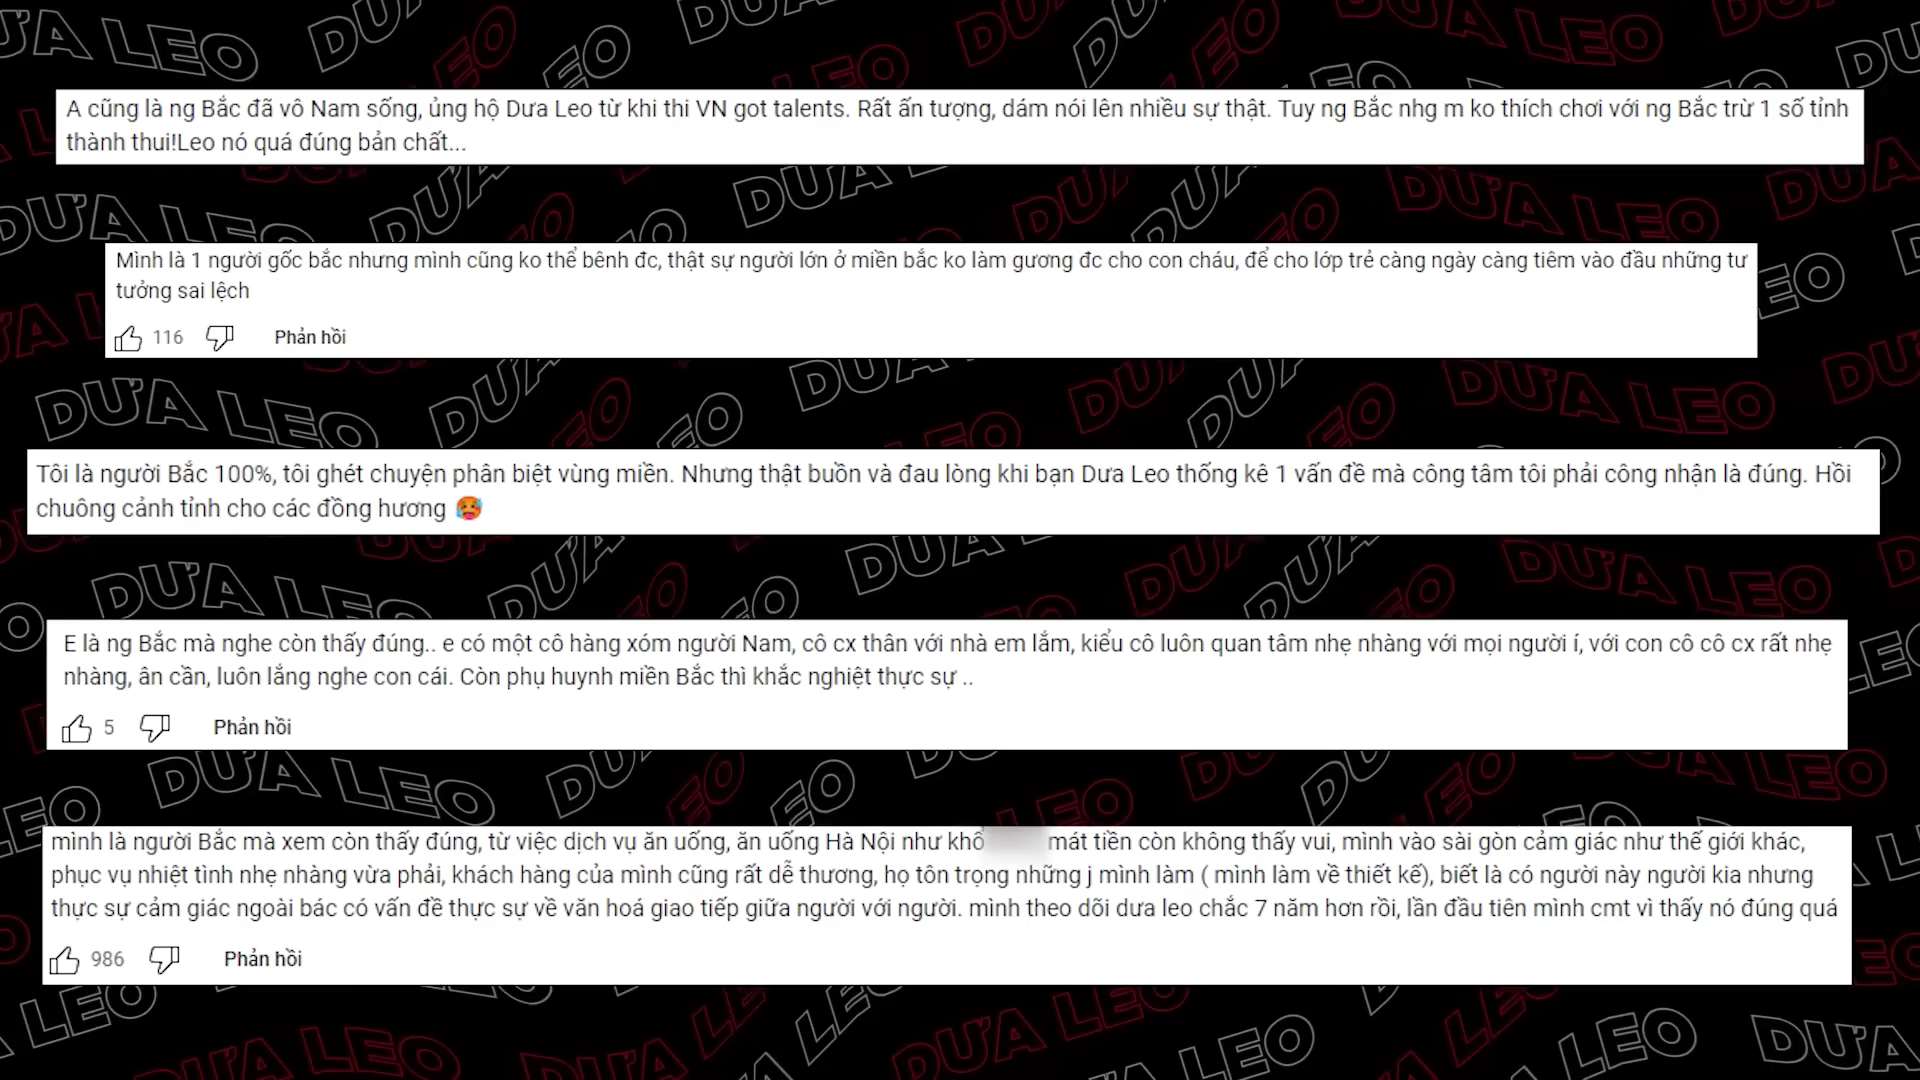 A cũng là ng Bắc đã vô Nam sống, ủng hộ Dưa Leo từ khi thi VN got talents. Rất ấn tượng, dám nói lên nhiều sự thật. Tuy ng Bắc nhg m ko thích chơi với ng Bắc trừ 1 số tỉnh
thành thui!Leo nó quá đúng bản chất...
Mình là 1 người gốc bắc nhưng mình cũng ko thể bênh đc, thật sự người lớn ở miền bắc ko làm gương đc cho con cháu, để cho lớp trẻ càng ngày càng tiêm vào đầu những tư
tưởng sai lệch
116 Phản hồi
Tôi là người Bắc 100%, tôi ghét chuyện phân biệt vùng miền. Nhưng thật buồn và đau lòng khi bạn Dưa Leo thống kê 1 vấn đề mà công tâm tôi phải công nhận là đúng. Hồi
chuông cảnh tỉnh cho các đồng hương 🥵
E là ng Bắc mà nghe còn thấy đúng.. e có một cô hàng xóm người Nam, cô cx thân với nhà em lắm, kiểu cô luôn quan tâm nhẹ nhàng với mọi người í, với con cô cô cx rất nhẹ
nhàng, ân cần, luôn lắng nghe con cái. Còn phụ huynh miền Bắc thì khắc nghiệt thực sự ..
5 Phản hồi
mình là người Bắc mà xem còn thấy đúng, từ việc dịch vụ ăn uống, ăn uống Hà Nội như khổ mát tiền còn không thấy vui, mình vào sài gòn cảm giác như thế giới khác,
phục vụ nhiệt tình nhẹ nhàng vừa phải, khách hàng của mình cũng rất dễ thương, họ tôn trọng những j mình làm ( mình làm về thiết kế), biết là có người này người kia nhưng
thực sự cảm giác ngoài bác có vấn đề thực sự về văn hoá giao tiếp giữa người với người. mình theo dõi dưa leo chắc 7 năm hơn rồi, lần đầu tiên mình cmt vì thấy nó đúng quá
986 Phản hồi
DƯA LEO